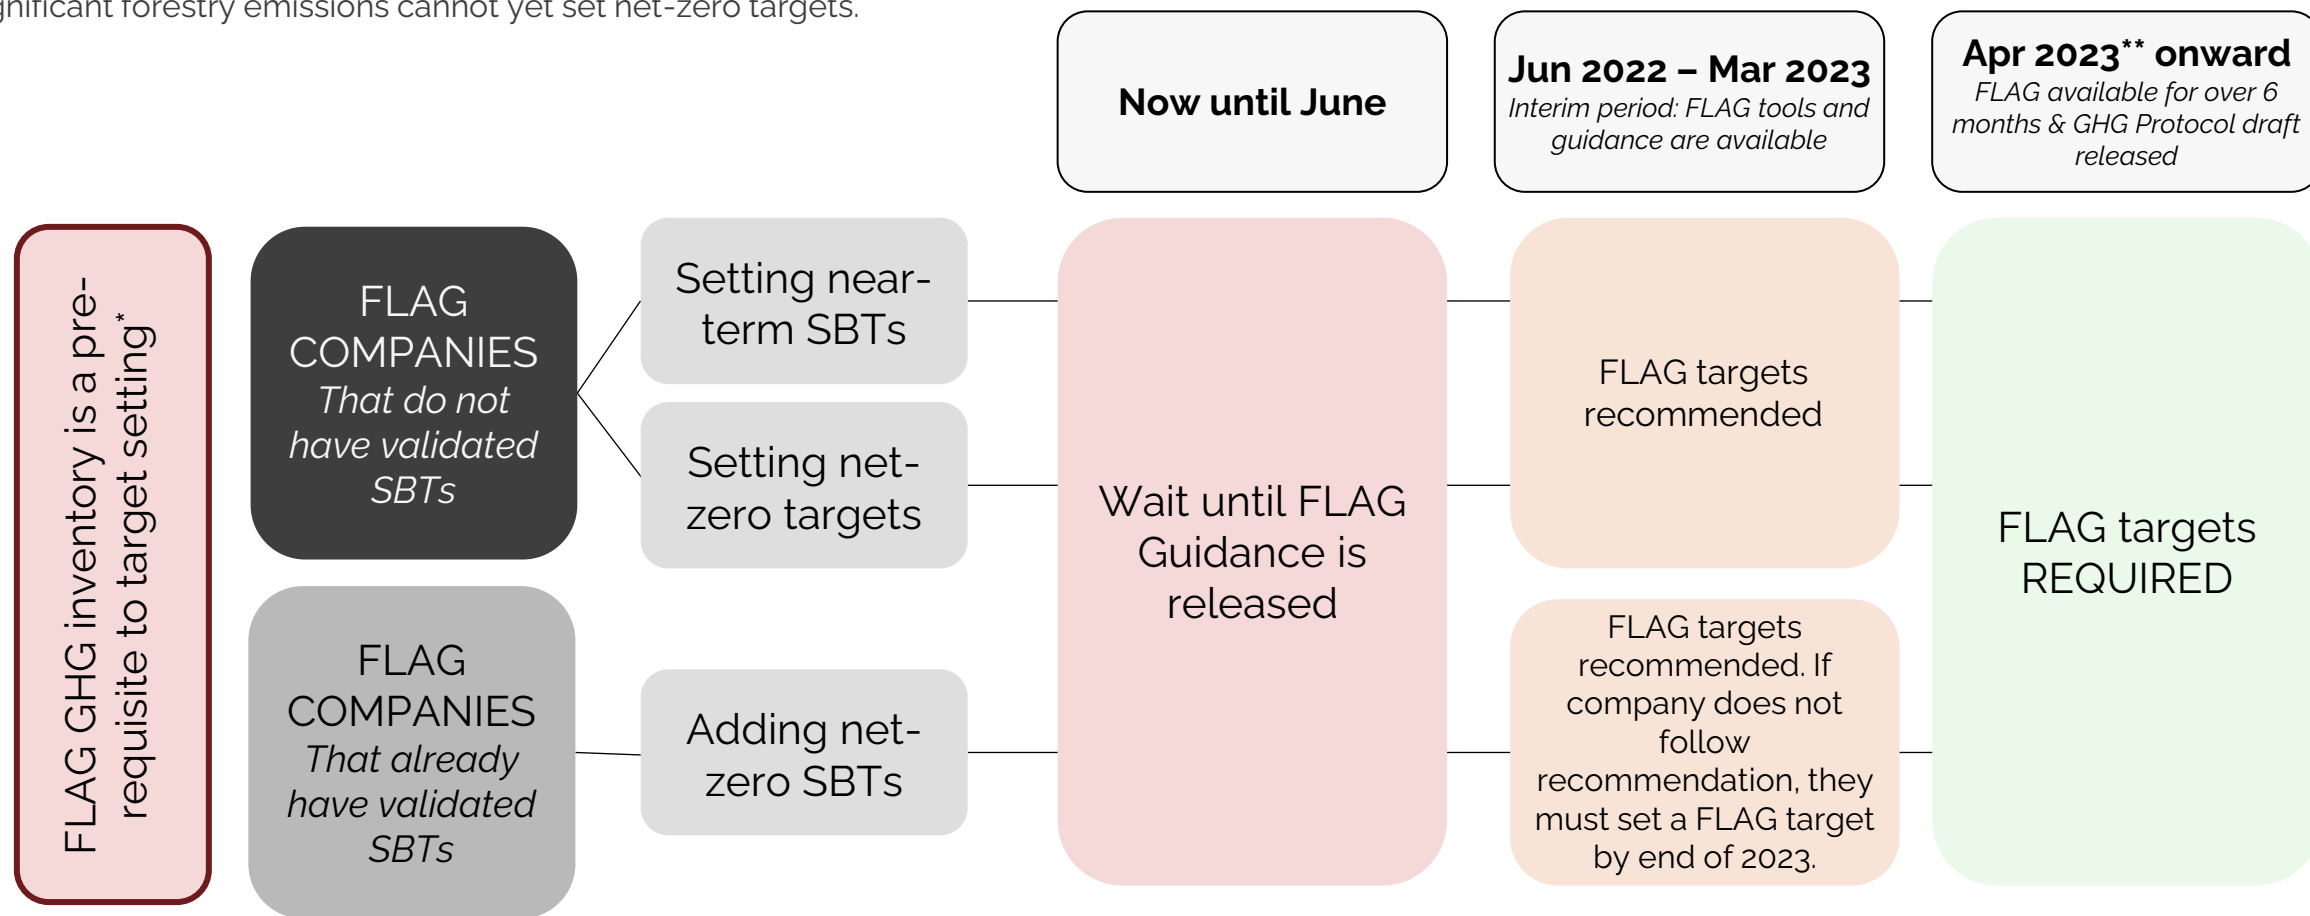 gnificant forestry emissions cannot yet set net-zero targets.
Now until June
Jun 2022 – Mar 2023
Interim period: FLAG tools and
guidance are available
Apr 2023** onward
FLAG available for over 6
months & GHG Protocol draft
released
FLAG GHG inventory is a pre-
requisite to target setting*
FLAG
COMPANIES
That do not
have validated
SBTs
Setting near-
term SBTs
Setting net-
zero targets
FLAG
COMPANIES
That already
have validated
SBTs
Adding net-
zero SBTs
Wait until FLAG
Guidance is
released
FLAG targets
recommended
FLAG targets
recommended. If
company does not
follow
recommendation, they
must set a FLAG target
by end of 2023.
FLAG targets
REQUIRED